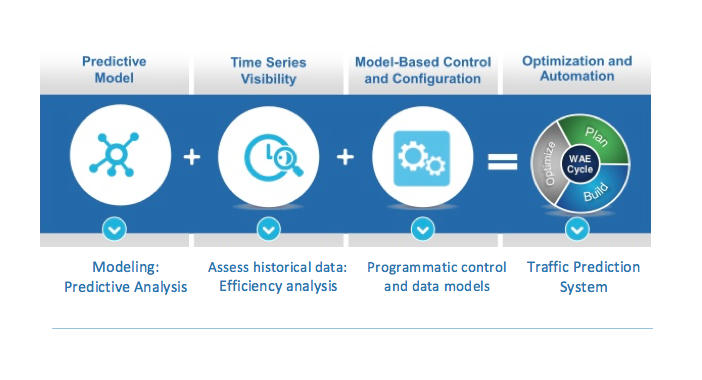 Predictive
Model
Time Series
Visibility
Model-Based Control
and Configuration
Optimization and
Automation
Plan
Optimize
WAE
Cycle
Build
Modeling:
Predictive Analysis
Assess historical data:
Efficiency analysis
Programmatic control
and data models
Traffic Prediction
System